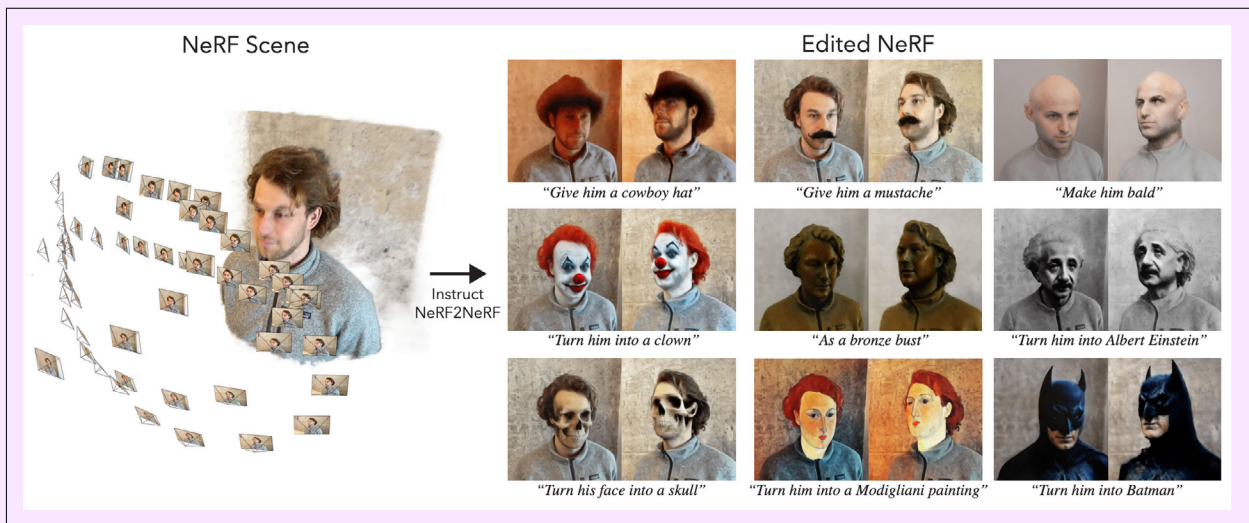 NeRF Scene
Edited NeRF
Instruct
NeRF2NeRF
“Give him a cowboy hat”
“Give him a mustache”
“Make him bald”
“Turn him into a clown”
“As a bronze bust”
“Turn him into Albert Einstein”
“Turn his face into a skull”
“Turn him into a Modigliani painting”
“Turn him into Batman”